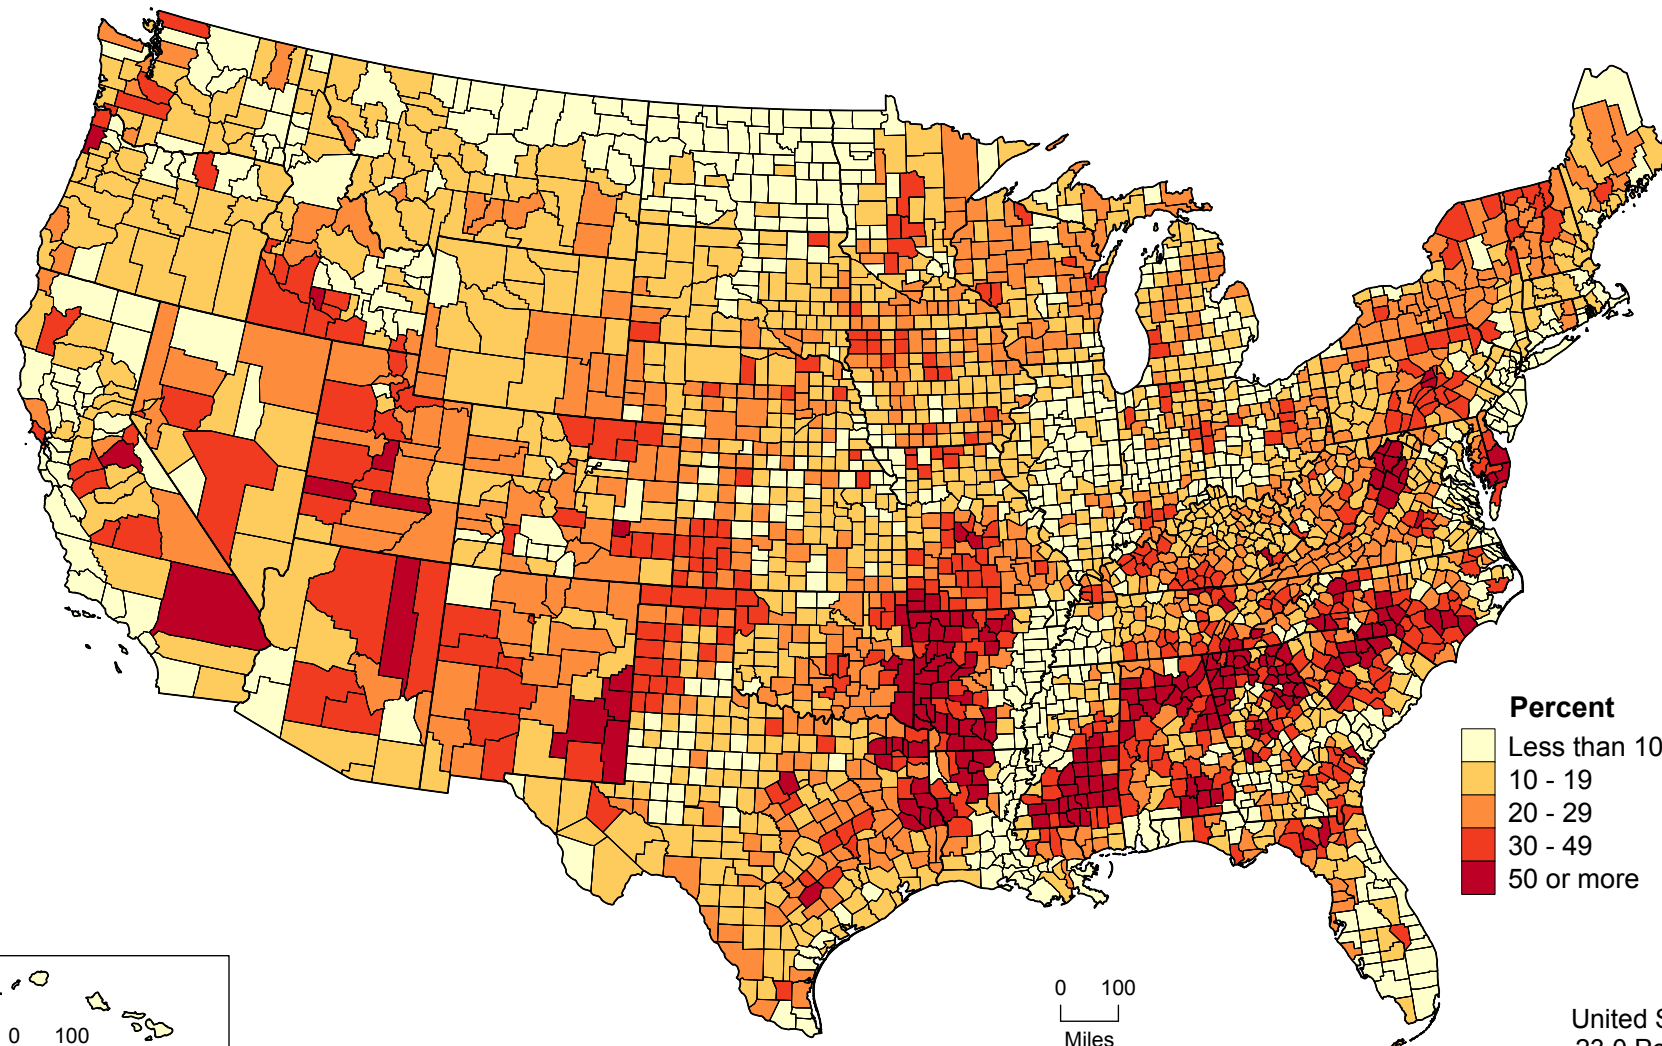 Percent
Less than 10
10 - 19
20 - 29
30 - 49
50 or more
0 100
Miles
0 100
United S